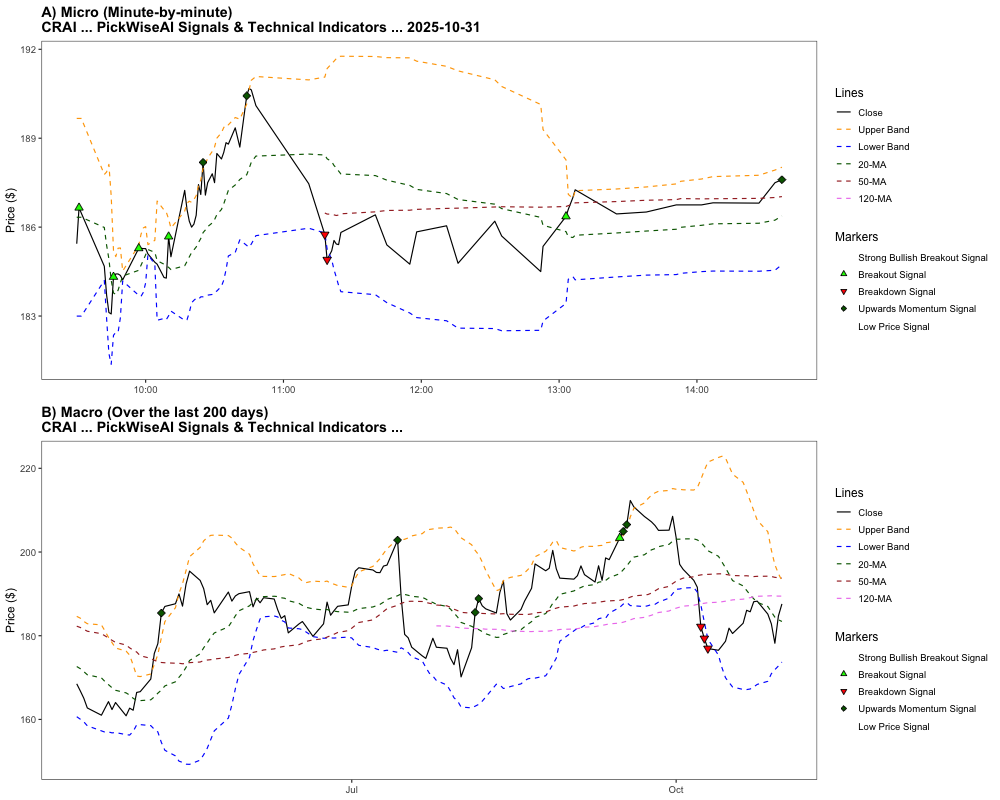 A) Micro (Minute-by-minute)
CRAI ... PickWiseAI Signals & Technical Indicators ... 2025-10-31
Price ($)
192
189
186
183
10:00
11:00
12:00
13:00
14:00
Lines
Close
Upper Band
Lower Band
20-MA
50-MA
120-MA
Markers
Strong Bullish Breakout Signal
Breakout Signal
Breakdown Signal
Upwards Momentum Signal
Low Price Signal
B) Macro (Over the last 200 days)
CRAI ... PickWiseAI Signals & Technical Indicators ...
Price ($)
220
200
180
160
Jul
Oct
Lines
Close
Upper Band
Lower Band
20-MA
50-MA
120-MA
Markers
Strong Bullish Breakout Signal
Breakout Signal
Breakdown Signal
Upwards Momentum Signal
Low Price Signal